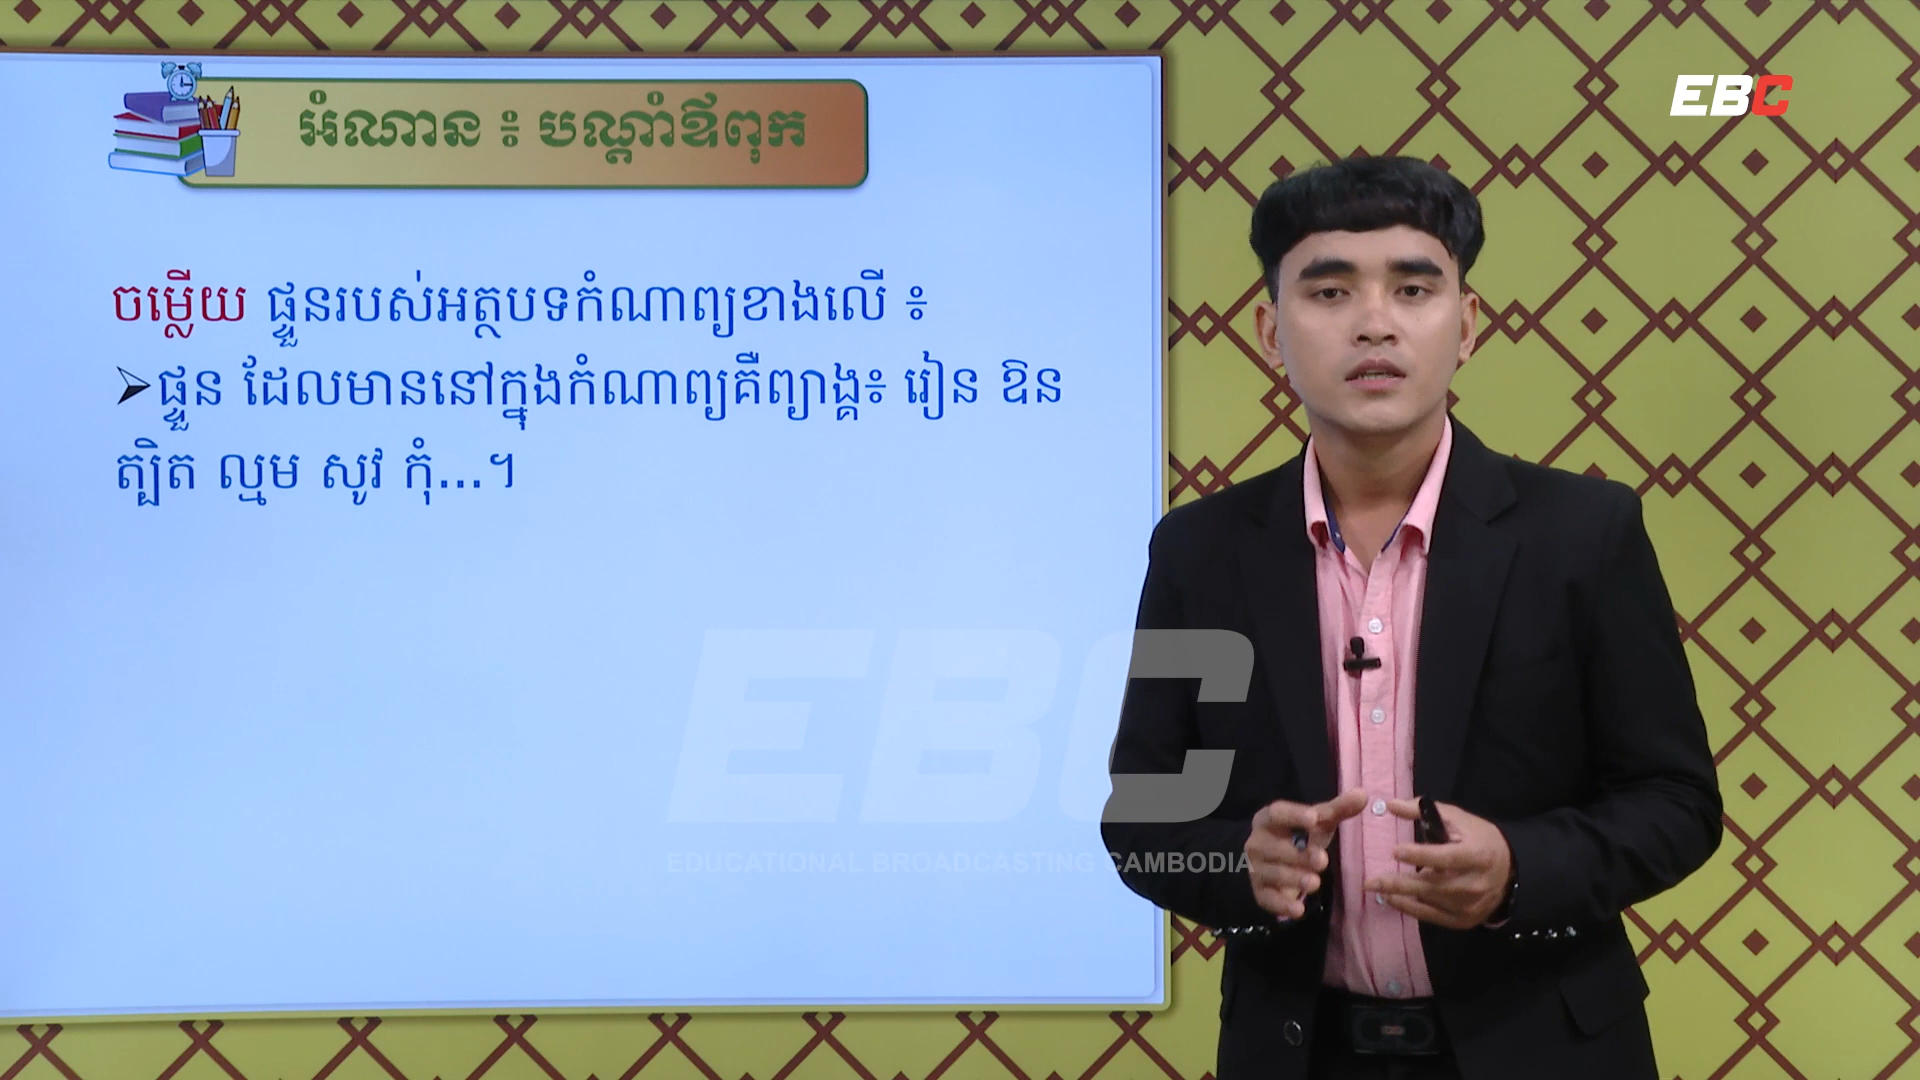 EBC
អំណាន ៖ បណ្ដាំឪពុក
ចម្លើយ ផ្ទួនរបស់អត្ថបទកំណាព្យខាងលើ ៖
➢ផ្ទួន ដែលមាននៅក្នុងកំណាព្យគឺព្យាង្គ៖ រៀន ឱន
ត្បិត ល្មម សូវ កុំ...។
EBC
EDUCATIONAL BROADCASTING CAMBODIA